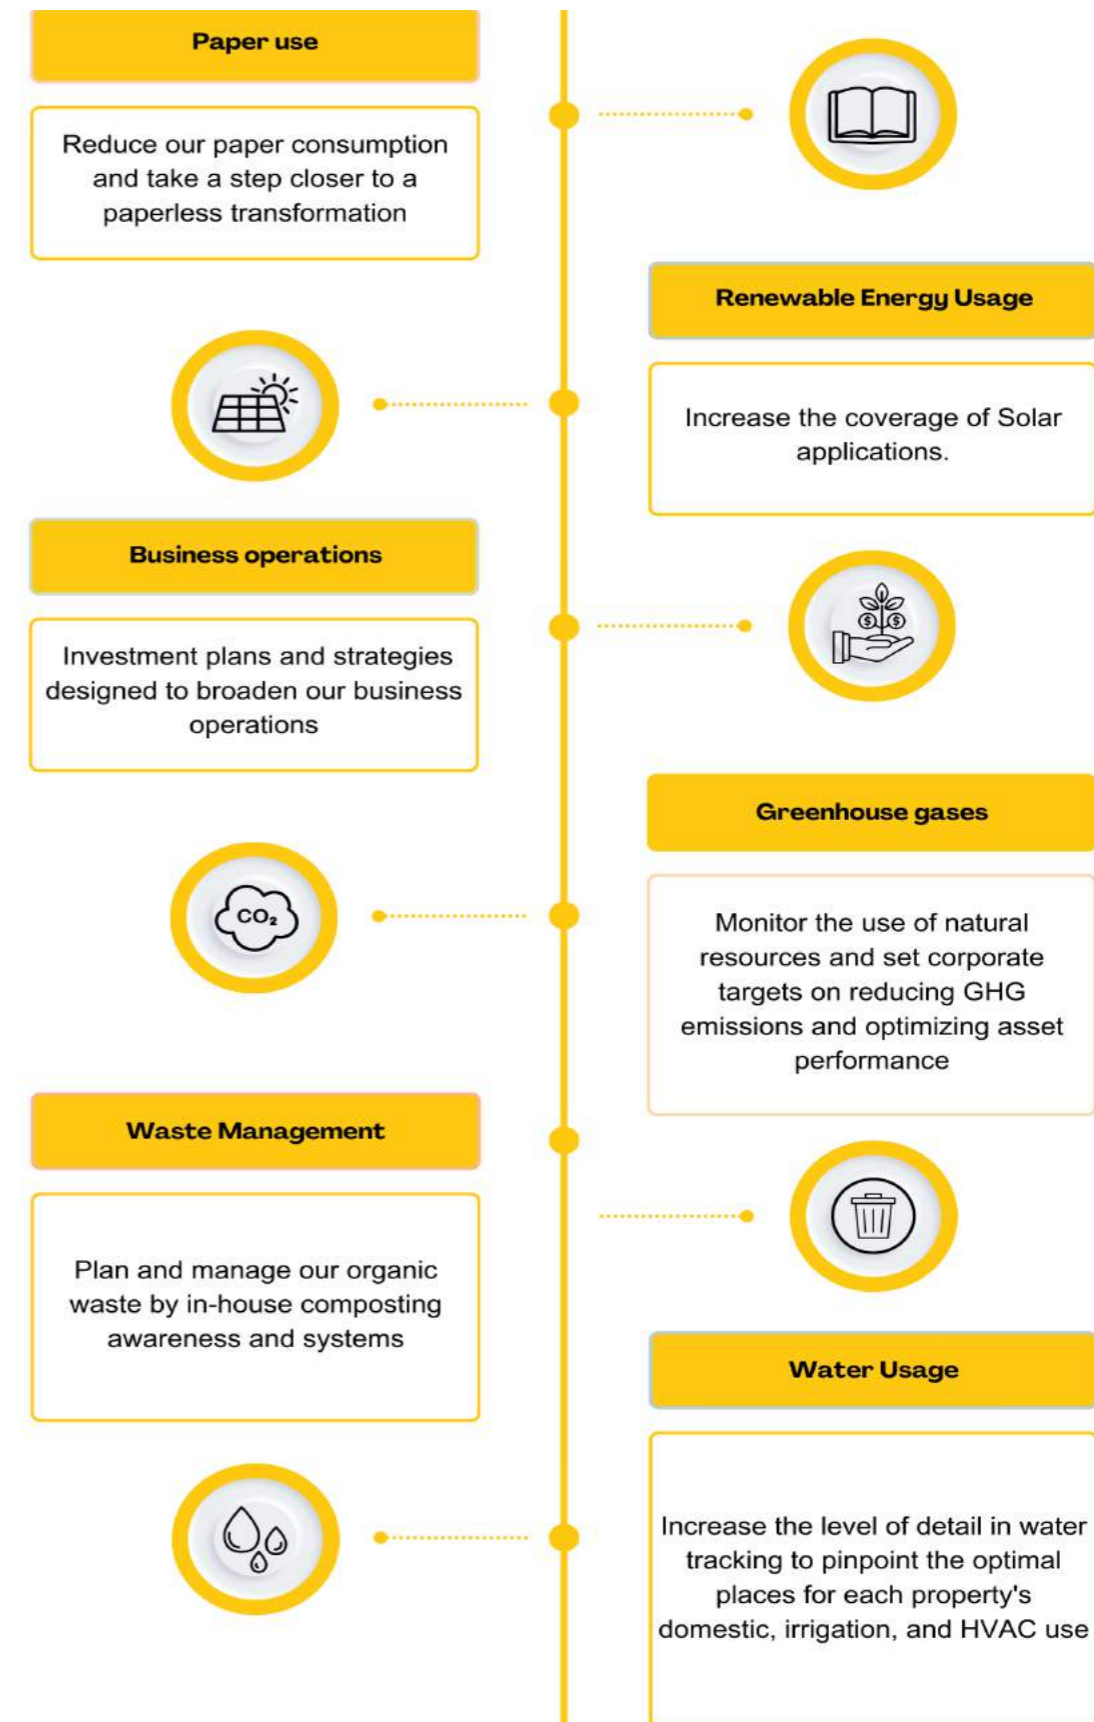 Paper use
Reduce our paper consumption
and take a step closer to a
paperless transformation
Renewable Energy Usage
Increase the coverage of Solar
applications.
Business operations
Investment plans and strategies
designed to broaden our business
operations
$ $
Greenhouse gases
CO₂
Monitor the use of natural
resources and set corporate
targets on reducing GHG
emissions and optimizing asset
performance
Waste Management
Plan and manage our organic
waste by in-house composting
awareness and systems
Water Usage
Increase the level of detail in water
tracking to pinpoint the optimal
places for each property's
domestic, irrigation, and HVAC use